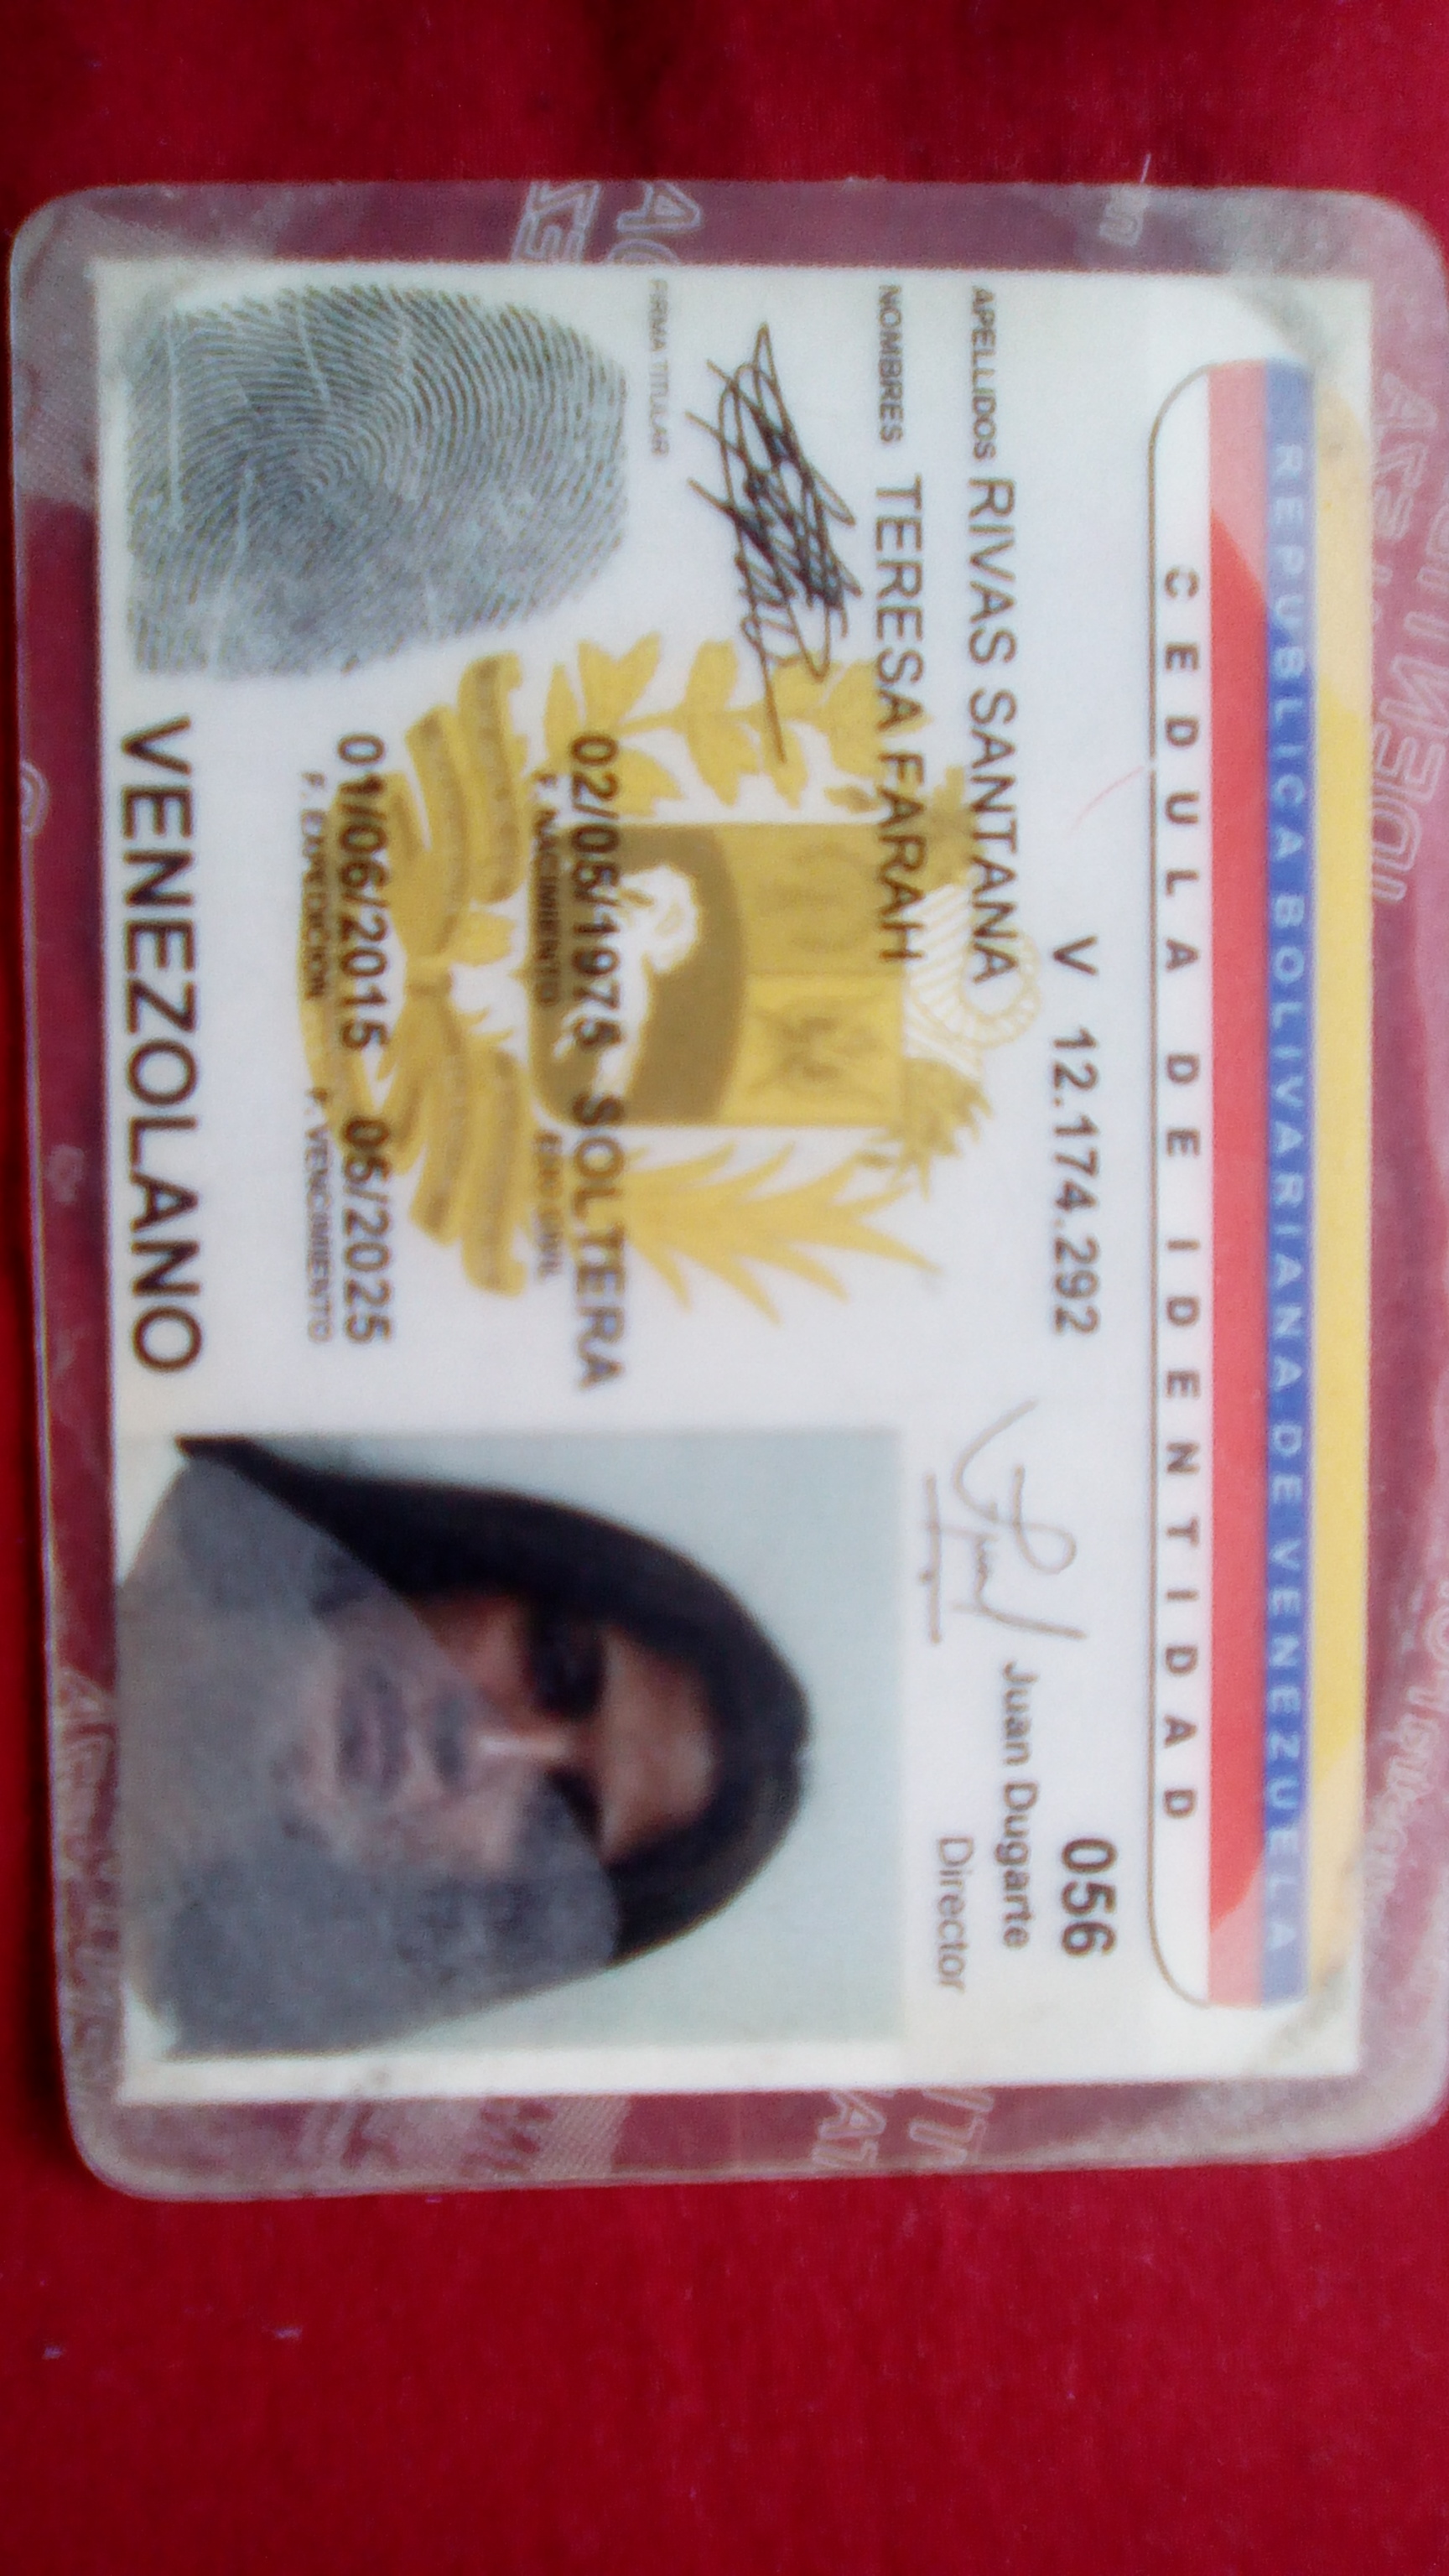 REPUBLICA BOLIVARIANA DE VENEZUELA
CEDULA DE IDENTIDAD
V 12.174.292
056
APELLIDOS RIVAS SANTANA
Juan Dugarte
Director
NOMBRES TERESA FARAH
FIRMA TITULAR
02/05/1975 SOLTERA
F. NACIMIENTO EDO CIVIL
01/06/2015 06/2025
F. EXPEDICION F. VENCIMIENTO
VENEZOLANO